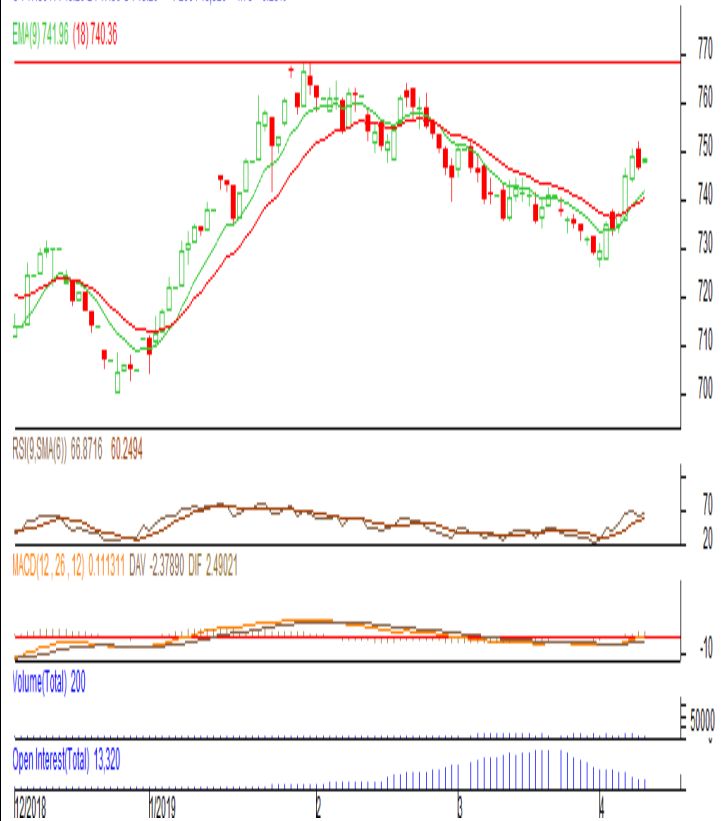 EMA(9) 741.96 (18) 740.36
770
760
750
740
730
720
710
700
RSI(9,SMA(6)) 66.8716 60.2494
70
20
MACD(12 , 26 , 12) 0.111311 DAV -2.37890 DIF 2.49021
-10
Volume(Total) 200
50000
Open Interest(Total) 13,320
12/2018 1/2019 2 3 4